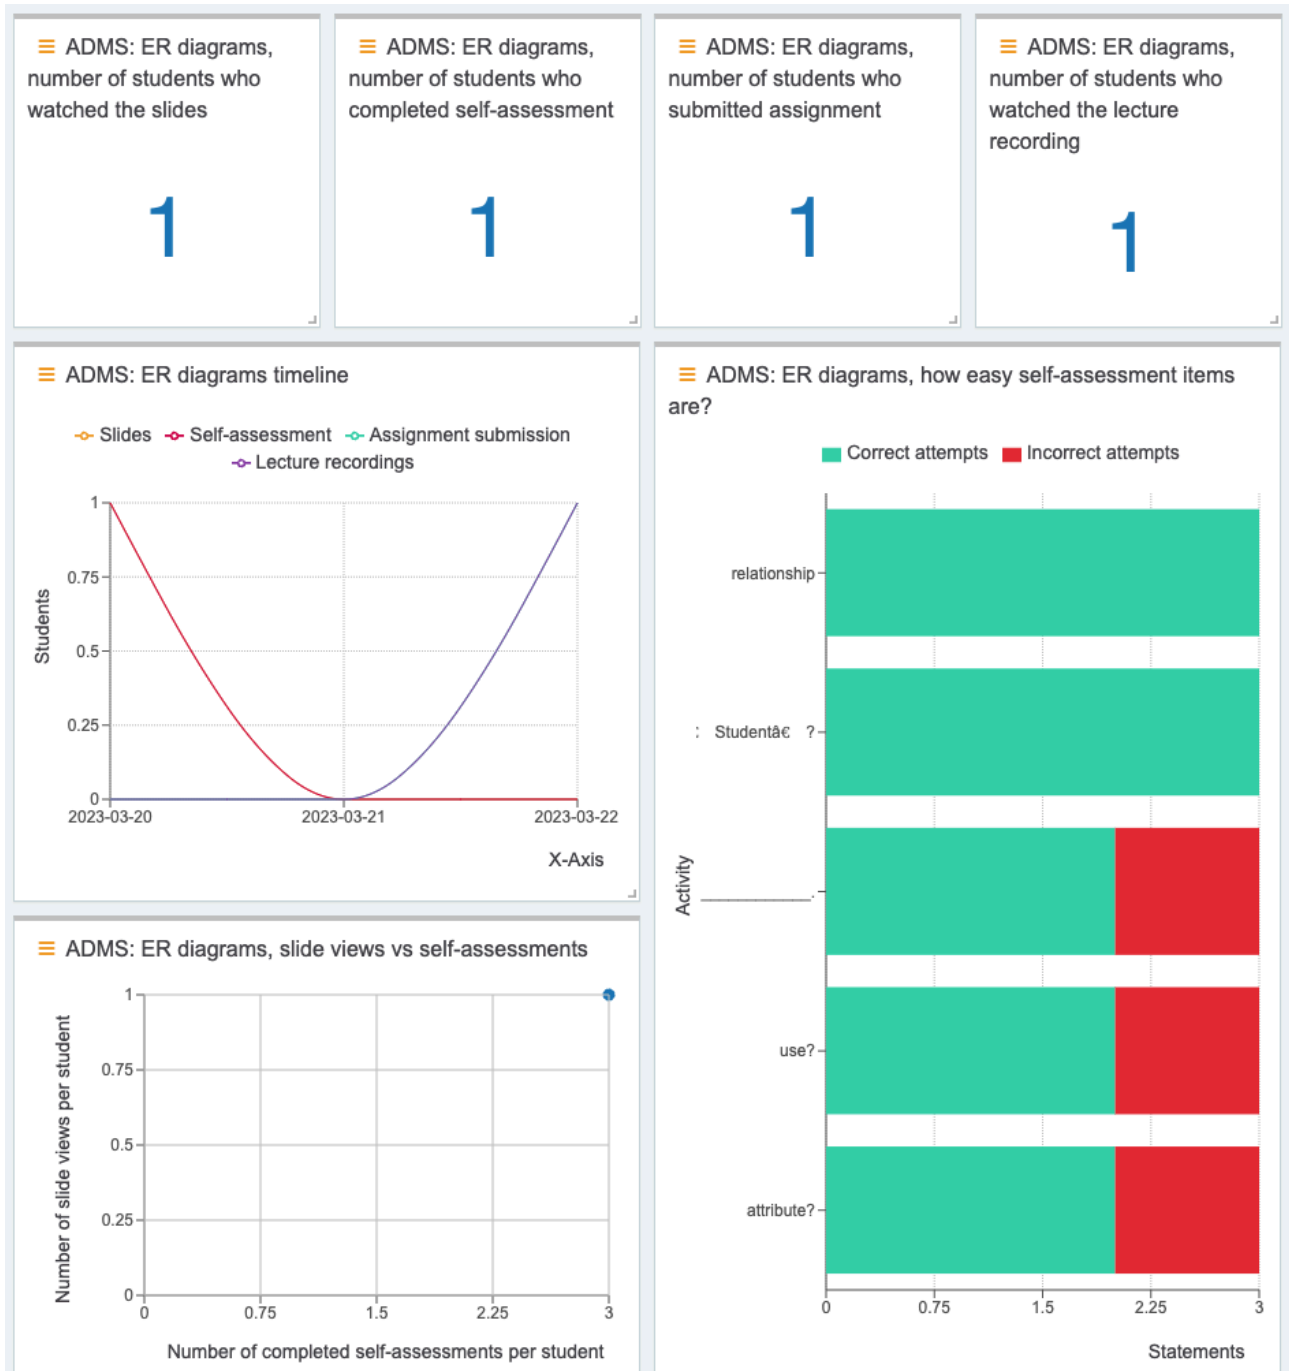 ADMS: ER diagrams,
number of students who
watched the slides
1
ADMS: ER diagrams,
number of students who
completed self-assessment
1
ADMS: ER diagrams,
number of students who
submitted assignment
1
ADMS: ER diagrams,
number of students who
watched the lecture
recording
1
ADMS: ER diagrams timeline
Slides Self-assessment Assignment submission
Lecture recordings
Students
1
0.75
0.5
0.25
0
2023-03-20 2023-03-21 2023-03-22
X-Axis
ADMS: ER diagrams, slide views vs self-assessments
Number of slide views per student
1
0.75
0.5
0.25
0
0 0.75 1.5 2.25 3
Number of completed self-assessments per student
ADMS: ER diagrams, how easy self-assessment items
are?
Correct attempts Incorrect attempts
Activity
relationship
: Studentâ€ ?
____________.
use?
attribute?
0 0.75 1.5 2.25 3
Statements